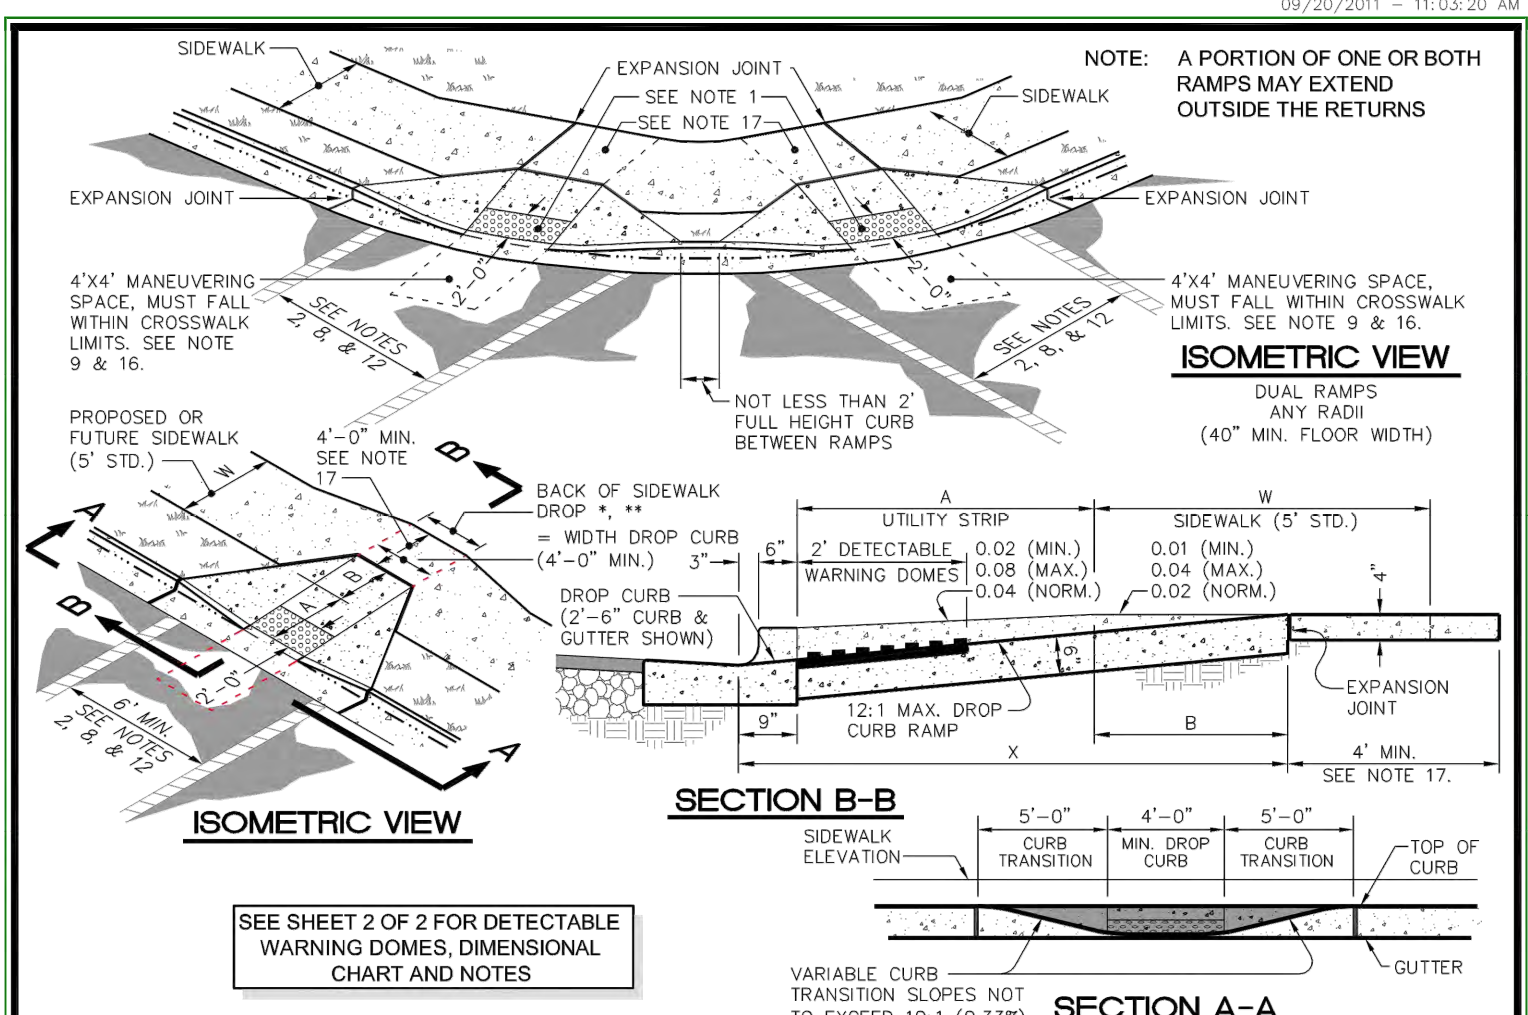 09/20/2011 – 11:03:20 AM
NOTE: A PORTION OF ONE OR BOTH
RAMPS MAY EXTEND
OUTSIDE THE RETURNS
SIDEWALK
EXPANSION JOINT
SEE NOTE 1
SEE NOTE 17
SIDEWALK
EXPANSION JOINT
EXPANSION JOINT
2'-0"
2'-0"
4'X4' MANEUVERING
SPACE, MUST FALL
WITHIN CROSSWALK
LIMITS. SEE NOTE
9 & 16.
SEE NOTES
2, 8, & 12
SEE NOTES
2, 8, & 12
4'X4' MANEUVERING SPACE,
MUST FALL WITHIN CROSSWALK
LIMITS. SEE NOTE 9 & 16.
ISOMETRIC VIEW
DUAL RAMPS
ANY RADII
(40" MIN. FLOOR WIDTH)
NOT LESS THAN 2'
FULL HEIGHT CURB
BETWEEN RAMPS
PROPOSED OR
FUTURE SIDEWALK
(5' STD.)
W
4'-0" MIN.
SEE NOTE
17
B
BACK OF SIDEWALK
DROP *, **
= WIDTH DROP CURB
(4'-0" MIN.)
A
B
A
B
2'-0"
6' MIN.
SEE NOTES
2, 8, & 12
A
ISOMETRIC VIEW
A
UTILITY STRIP
W
SIDEWALK (5' STD.)
3"
6"
2' DETECTABLE
WARNING DOMES
0.02 (MIN.)
0.08 (MAX.)
0.04 (NORM.)
0.01 (MIN.)
0.04 (MAX.)
0.02 (NORM.)
4"
DROP CURB
(2'-6" CURB &
GUTTER SHOWN)
6"
EXPANSION
JOINT
9"
12:1 MAX. DROP
CURB RAMP
B
X
4' MIN.
SEE NOTE 17.
SECTION B-B
SIDEWALK
ELEVATION
5'-0"
CURB
TRANSITION
4'-0"
MIN. DROP
CURB
5'-0"
CURB
TRANSITION
TOP OF
CURB
GUTTER
SEE SHEET 2 OF 2 FOR DETECTABLE
WARNING DOMES, DIMENSIONAL
CHART AND NOTES
VARIABLE CURB
TRANSITION SLOPES NOT
TO EXCEED
SECTION A-A